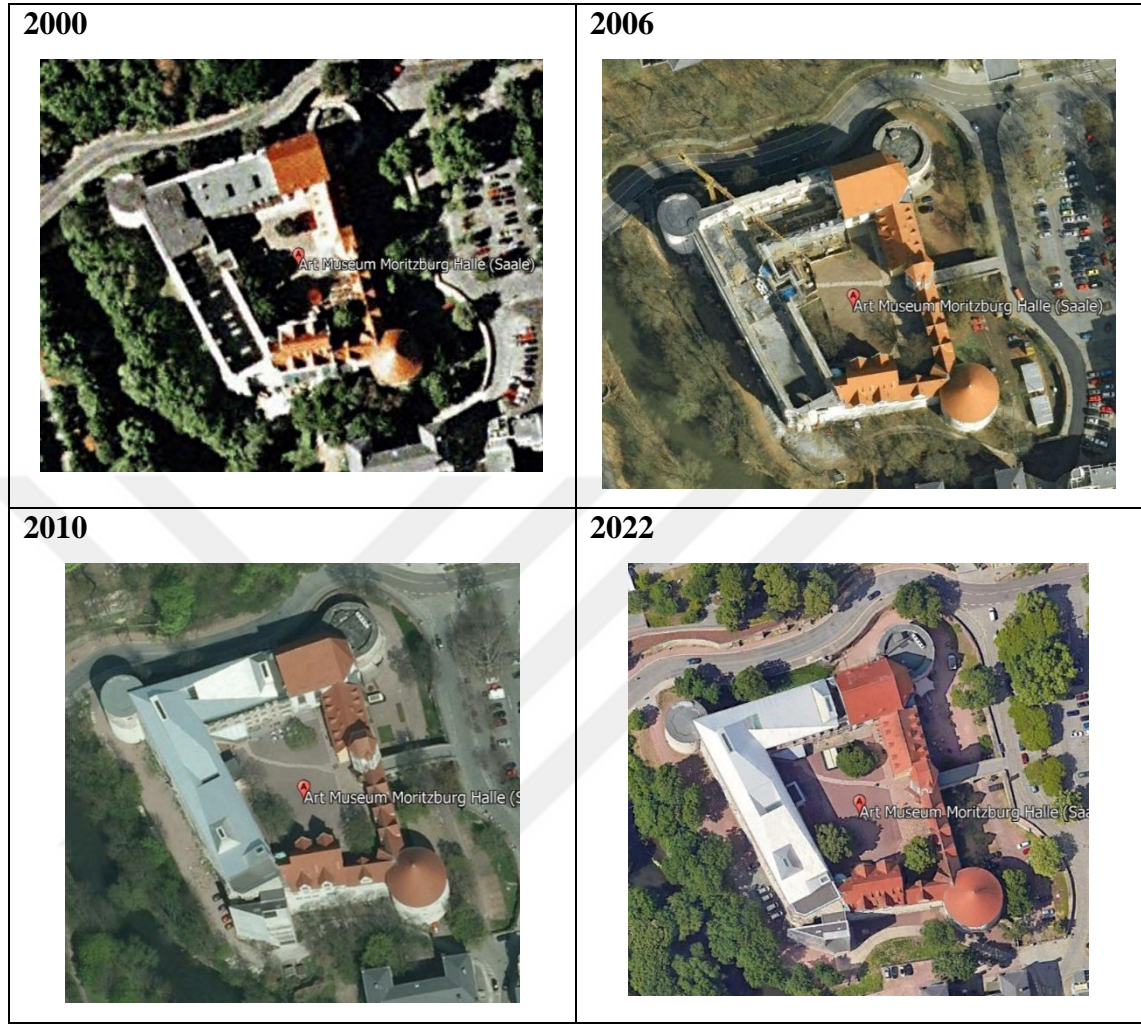 2000
2006
A
Art Museum Moritzburg Halle (Saale)
A
Art Museum Moritzburg Halle (Saale)
2010
2022
A
Art Museum Moritzburg Halle (S
A
Art Museum Moritzburg Halle (Saa